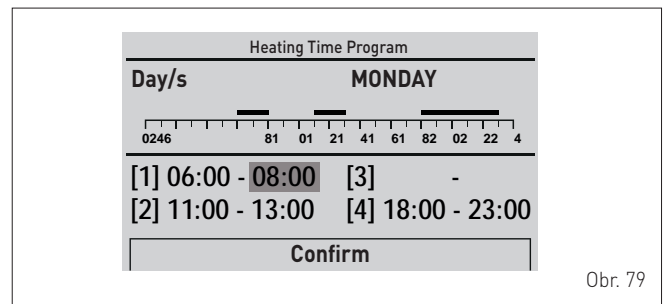 Heating Time Program
Day/s MONDAY
0246 81 01 21 41 61 82 02 22 4
[1] 06:00 - 08:00 [3] -
[2] 11:00 - 13:00 [4] 18:00 - 23:00
Confirm
Obr. 79